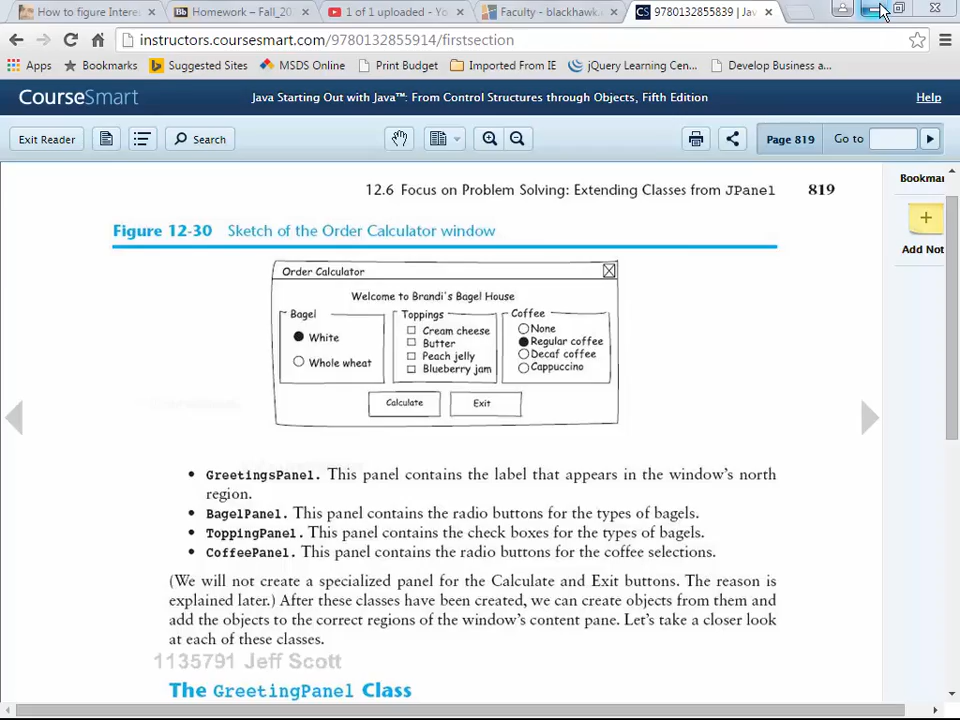 How to figure Interes
Homework – Fall_20
1 of 1 uploaded - Yo
Faculty - blackhawk.
9780132855839 | Jav
instructors.coursesmart.com/9780132855914/firstsection
Apps Bookmarks Suggested Sites MSDS Online Print Budget Imported From IE jQuery Learning Cen... Develop Business a...
CourseSmart
Java Starting Out with Java™: From Control Structures through Objects, Fifth Edition
Help
Exit Reader
Search
Page 819
Go to
12.6 Focus on Problem Solving: Extending Classes from JPanel 819
Bookmar
Add Not
Figure 12-30 Sketch of the Order Calculator window
Order Calculator
Welcome to Brandi's Bagel House
Bagel
White
Whole wheat
Toppings
Cream cheese
Butter
Peach jelly
Blueberry jam
Coffee
None
Regular coffee
Decaf coffee
Cappuccino
Calculate
Exit
• GreetingsPanel. This panel contains the label that appears in the window's north
region.
• BagelPanel. This panel contains the radio buttons for the types of bagels.
• ToppingPanel. This panel contains the check boxes for the types of bagels.
• CoffeePanel. This panel contains the radio buttons for the coffee selections.
(We will not create a specialized panel for the Calculate and Exit buttons. The reason is
explained later.) After these classes have been created, we can create objects from them and
add the objects to the correct regions of the window's content pane. Let's take a closer look
at each of these classes.
1135791 Jeff Scott
The GreetingPanel Class